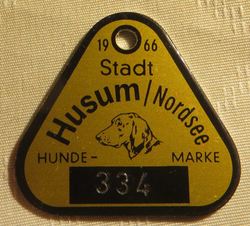 19 66
Stadt
Husum/Nordsee
HUNDE- MARKE
334